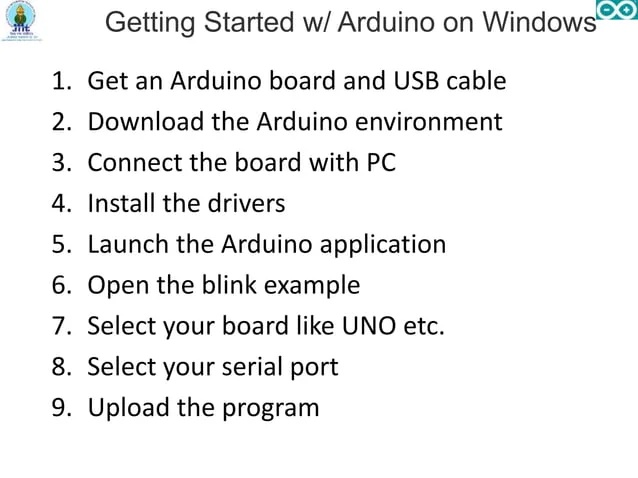 Getting Started w/ Arduino on Windows
1. Get an Arduino board and USB cable
2. Download the Arduino environment
3. Connect the board with PC
4. Install the drivers
5. Launch the Arduino application
6. Open the blink example
7. Select your board like UNO etc.
8. Select your serial port
9. Upload the program